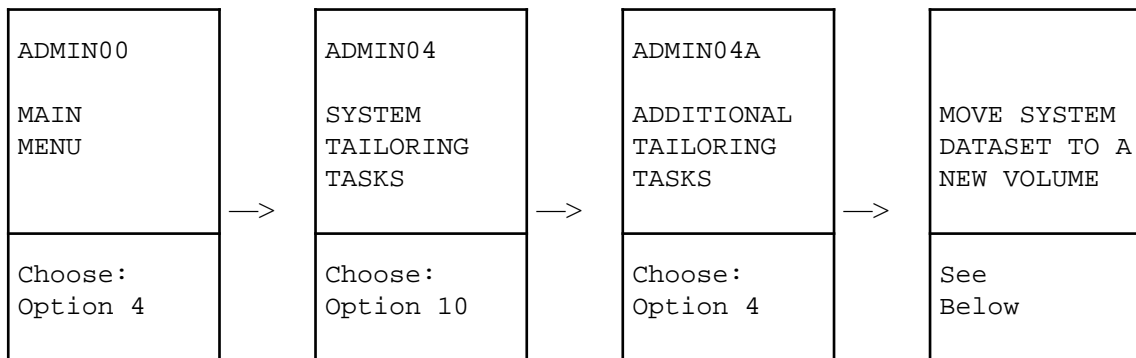 ADMIN00
MAIN
MENU
Choose:
Option 4
—>
ADMIN04
SYSTEM
TAILORING
TASKS
Choose:
Option 10
—>
ADMIN04A
ADDITIONAL
TAILORING
TASKS
Choose:
Option 4
—>
MOVE SYSTEM
DATASET TO A
NEW VOLUME
See
Below